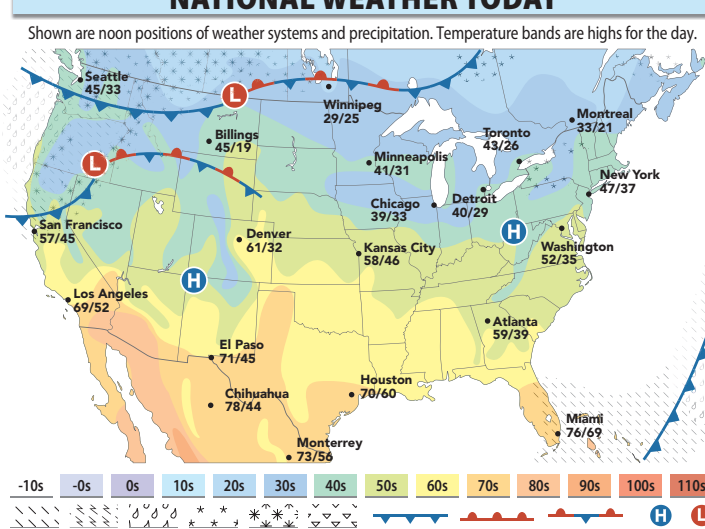 NATIONAL WEATHER TODAY
Shown are noon positions of weather systems and precipitation. Temperature bands are highs for the day.
Seattle
45/33
L
Winnipeg
29/25
Montreal
33/21
Billings
45/19
Toronto
43/26
Minneapolis
41/31
L
New York
47/37
Chicago
39/33
Detroit
40/29
San Francisco
57/45
H
Denver
61/32
Kansas City
58/46
Washington
52/35
H
Los Angeles
69/52
Atlanta
59/39
El Paso
71/45
Houston
70/60
Chihuahua
78/44
Miami
76/69
Monterrey
73/56
-10s -0s 0s 10s 20s 30s 40s 50s 60s 70s 80s 90s 100s 110s
H L